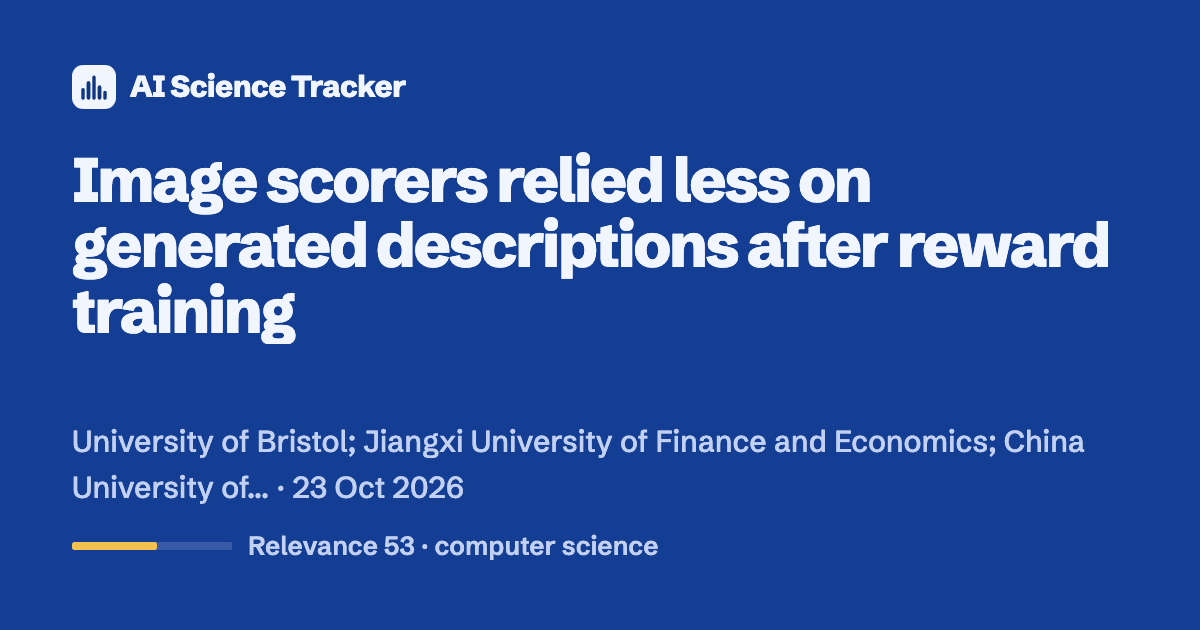 AI Science Tracker
Image scorers relied less on
generated descriptions after reward
training
University of Bristol; Jiangxi University of Finance and Economics; China
University of... · 23 Oct 2026
Relevance 53 · computer science